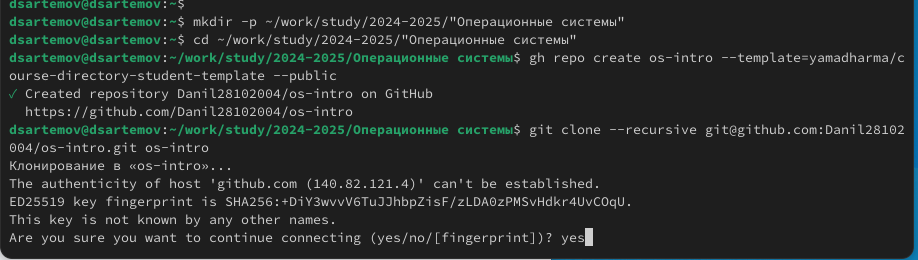 dsartemov@dsartemov:~$
dsartemov@dsartemov:~$ mkdir -p ~/work/study/2024-2025/"Операционные системы"
dsartemov@dsartemov:~$ cd ~/work/study/2024-2025/"Операционные системы"
dsartemov@dsartemov:~/work/study/2024-2025/Операционные системы$ gh repo create os-intro --template=yamadharma/c
ourse-directory-student-template --public
✓ Created repository Danil28102004/os-intro on GitHub
  https://github.com/Danil28102004/os-intro
dsartemov@dsartemov:~/work/study/2024-2025/Операционные системы$ git clone --recursive git@github.com:Danil28102
004/os-intro.git os-intro
Клонирование в «os-intro»...
The authenticity of host 'github.com (140.82.121.4)' can't be established.
ED25519 key fingerprint is SHA256:+DiY3wvvV6TuJJhbpZisF/zLDA0zPMSvHdkr4UvCOqU.
This key is not known by any other names.
Are you sure you want to continue connecting (yes/no/[fingerprint])? yes